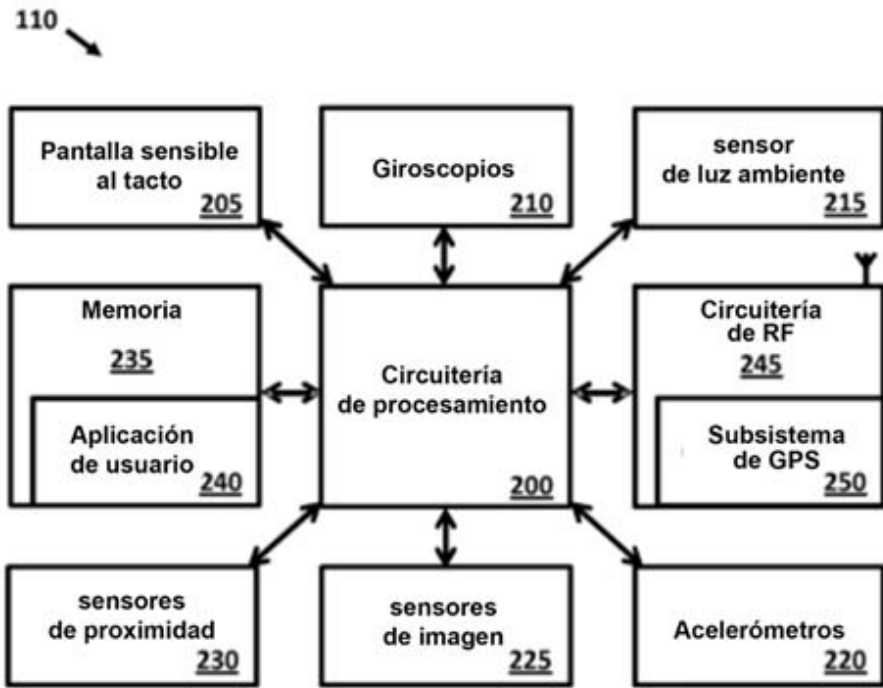 110
Pantalla sensible
al tacto
205
Giroscopios
210
sensor
de luz ambiente
215
Memoria
235
Aplicación
de usuario
240
Circuitería
de procesamiento
200
Circuitería
de RF
245
Subsistema
de GPS
250
sensores
de proximidad
230
sensores
de imagen
225
Acelerómetros
220